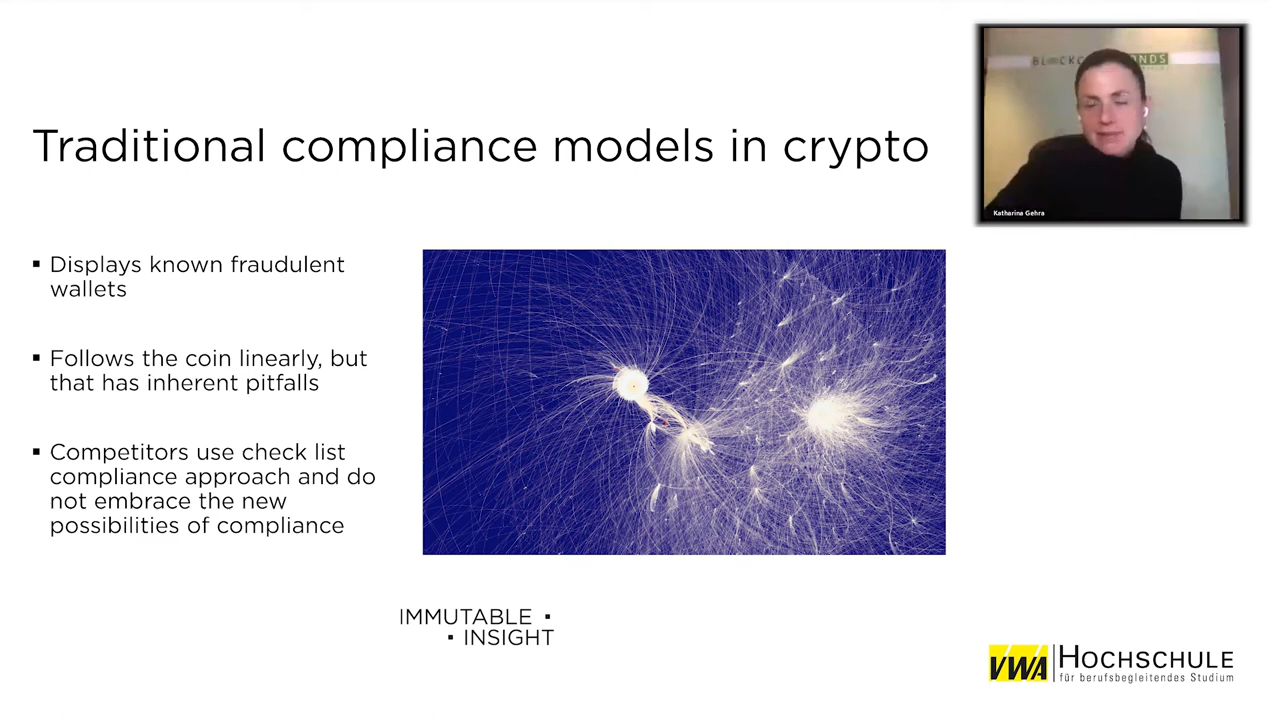 Traditional compliance models in crypto
Katharina Gehra
▪ Displays known fraudulent
wallets
▪ Follows the coin linearly, but
that has inherent pitfalls
▪ Competitors use check list
compliance approach and do
not embrace the new
possibilities of compliance
IMMUTABLE ▪
▪ INSIGHT
VWA HOCHSCHULE
für berufsbegleitendes Studium